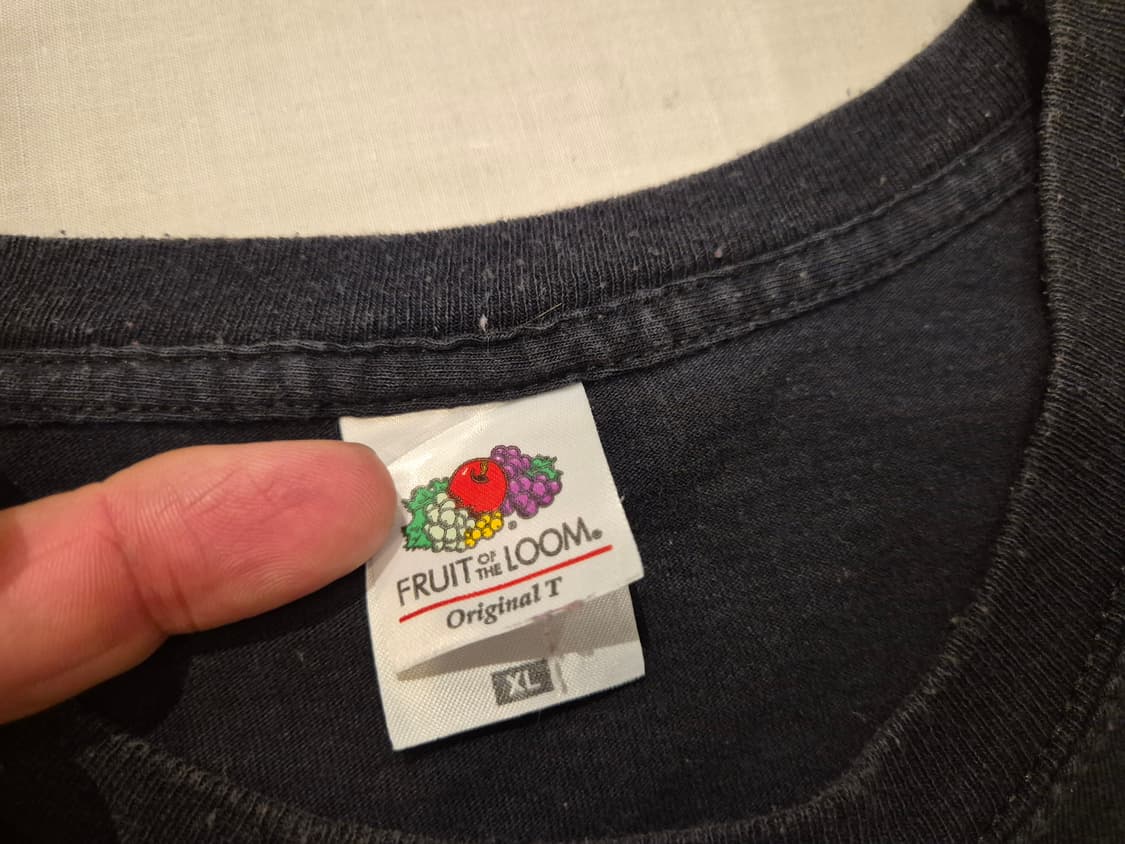 FRUIT OF THE LOOM®
Original T
XL